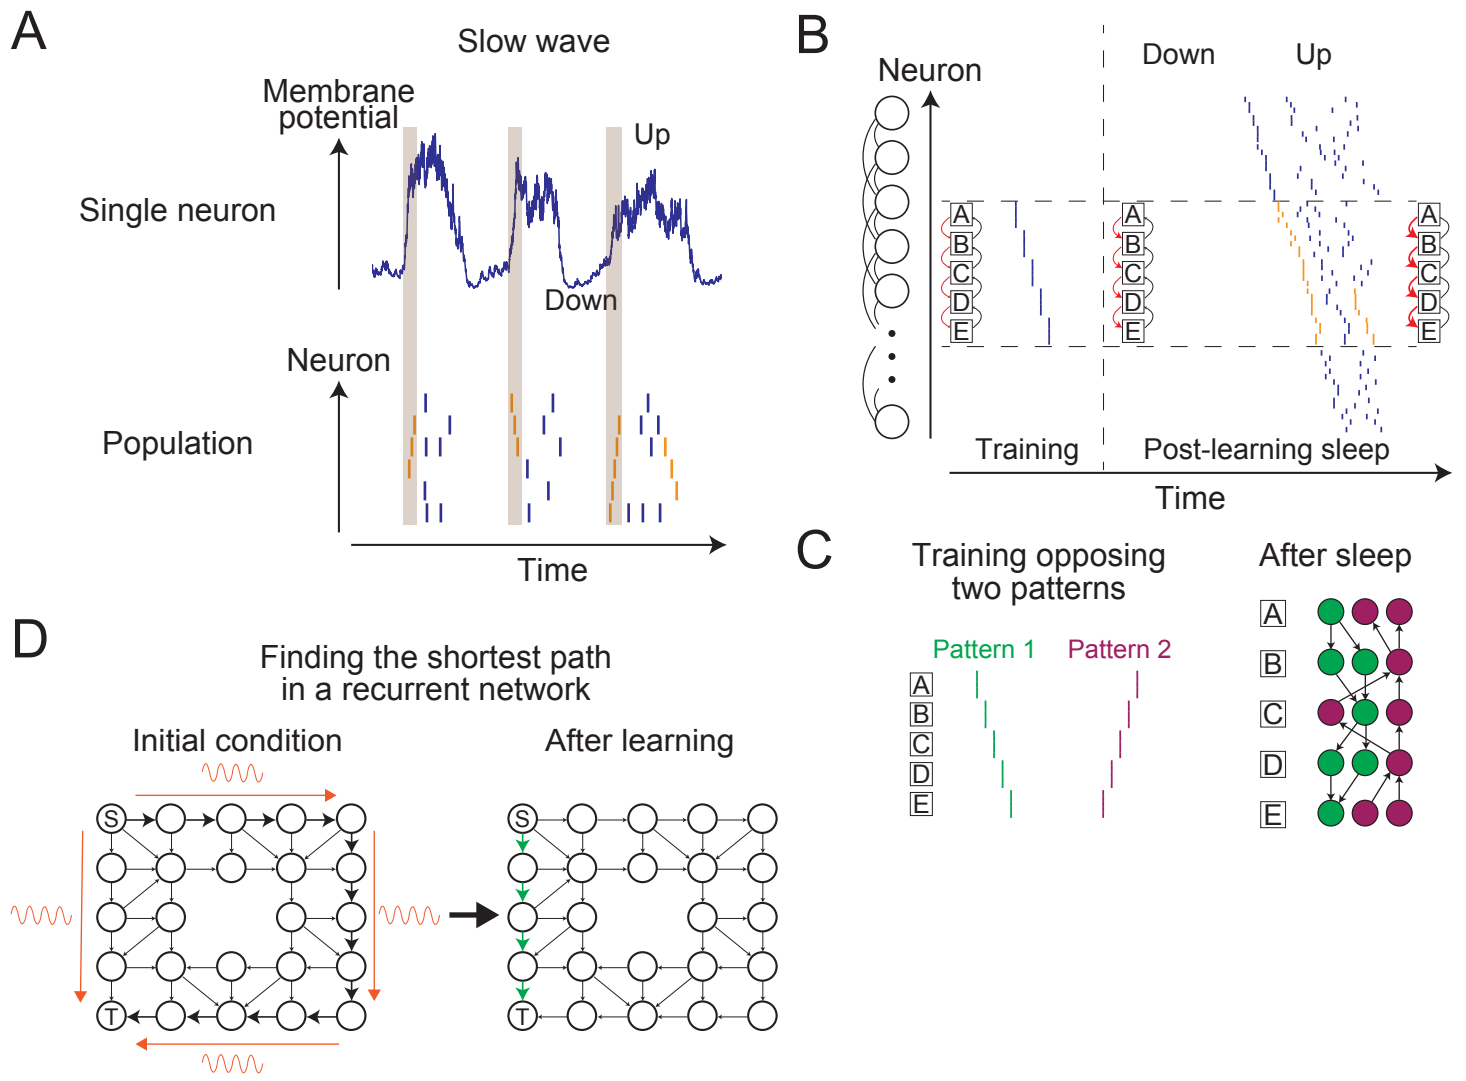 A
Slow wave
Membrane
potential
Up
Single neuron
Down
Neuron
Population
Time
B
Neuron
Down
Up
A
B
C
D
E
A
B
C
D
E
A
B
C
D
E
Training
Post-learning sleep
Time
C
Training opposing
two patterns
After sleep
Pattern 1
Pattern 2
A
B
C
D
E
A
B
C
D
E
D
Finding the shortest path
in a recurrent network
Initial condition
After learning
S
T
S
T